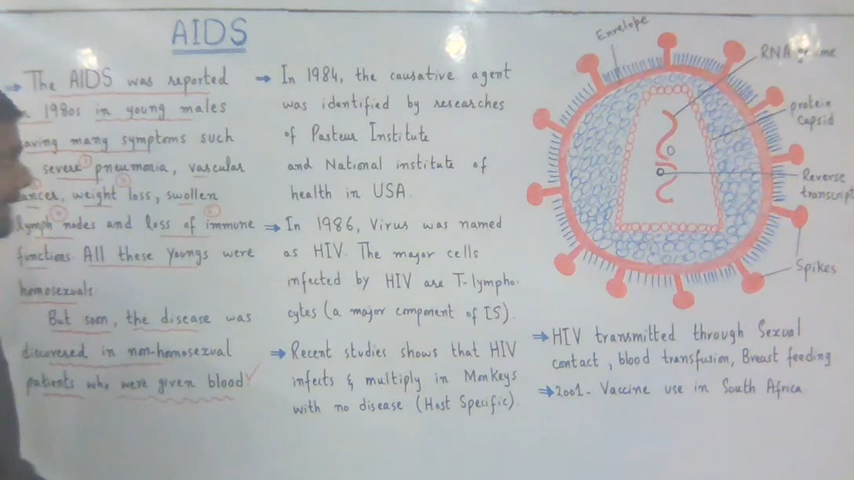 AIDS
The AIDS was reported
1980s in young males
having many symptoms such
severe pneumonia, vascular
weight loss, swollen
lymph nodes and loss of immune
functions All these Youngs were
homosexuals
But soon, the disease was
discovered in non-homosexual
patients who were given blood
In 1984, the causative agent
was identified by researches
of Pasteur Institute
and National institute of
health in USA.
In 1986, Virus was named
as HIV. The major cells
infected by HIV are T-lympho-
cytes (a major component of IS).
Recent studies shows that HIV
infects & multiply in Monkeys
with no disease (Host Specific).
Envelope
RNA
protein
capsid
Reverse
transcript
Spikes
HIV transmitted through Sexual
contact, blood transfusion, Breast feeding
2001- Vaccine use in South Africa